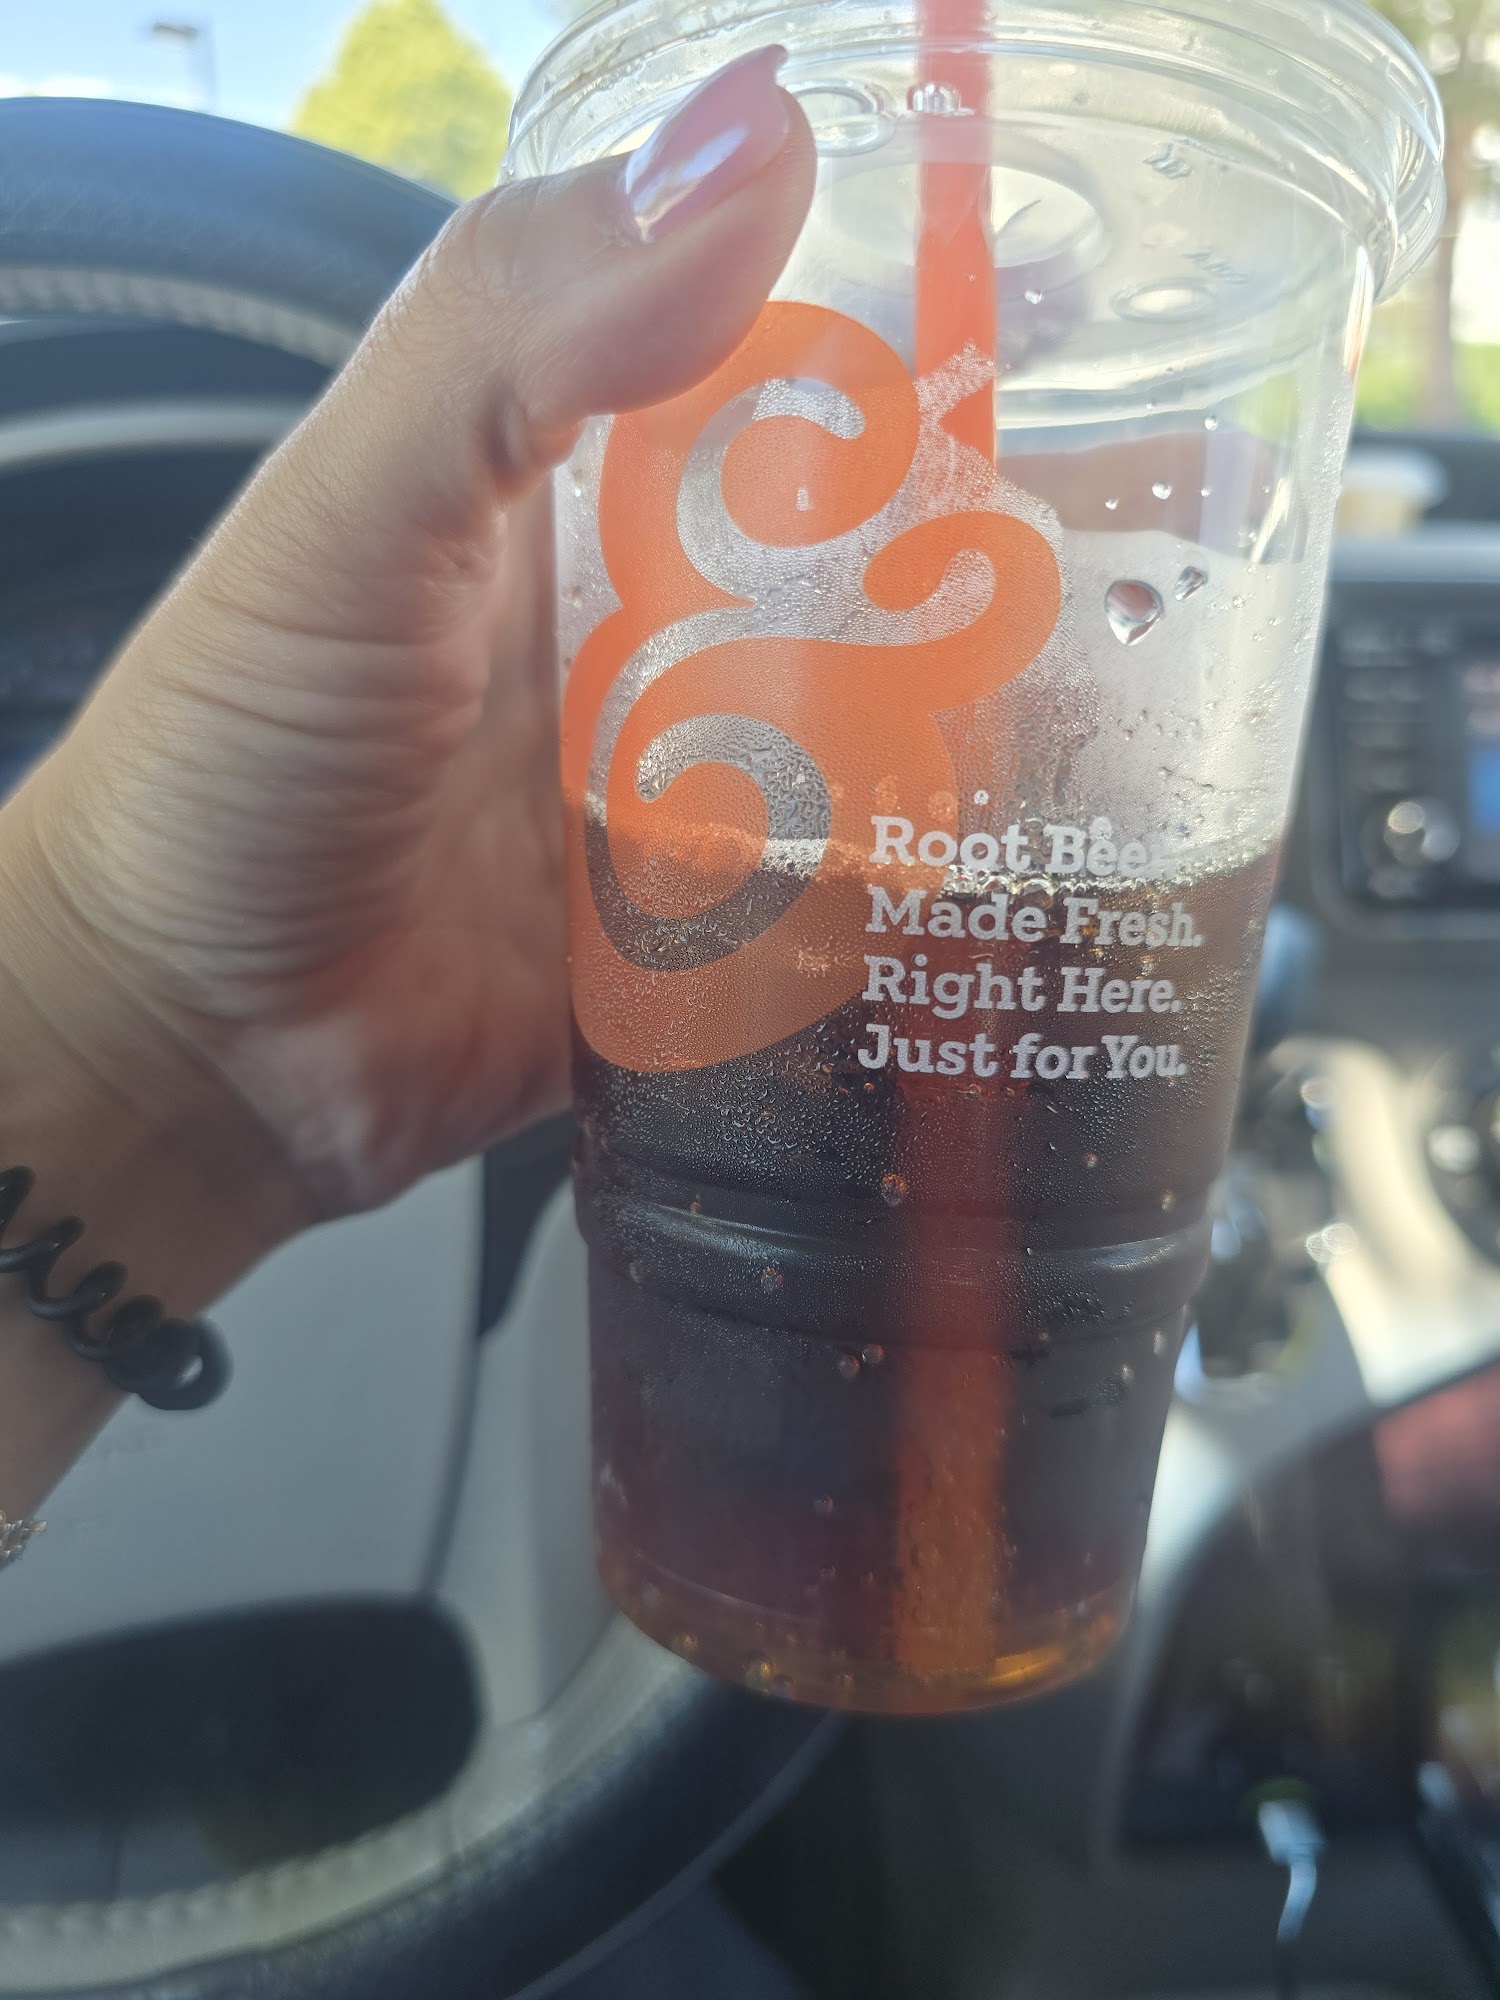 &
Root Beer
Made Fresh.
Right Here.
Just for You.